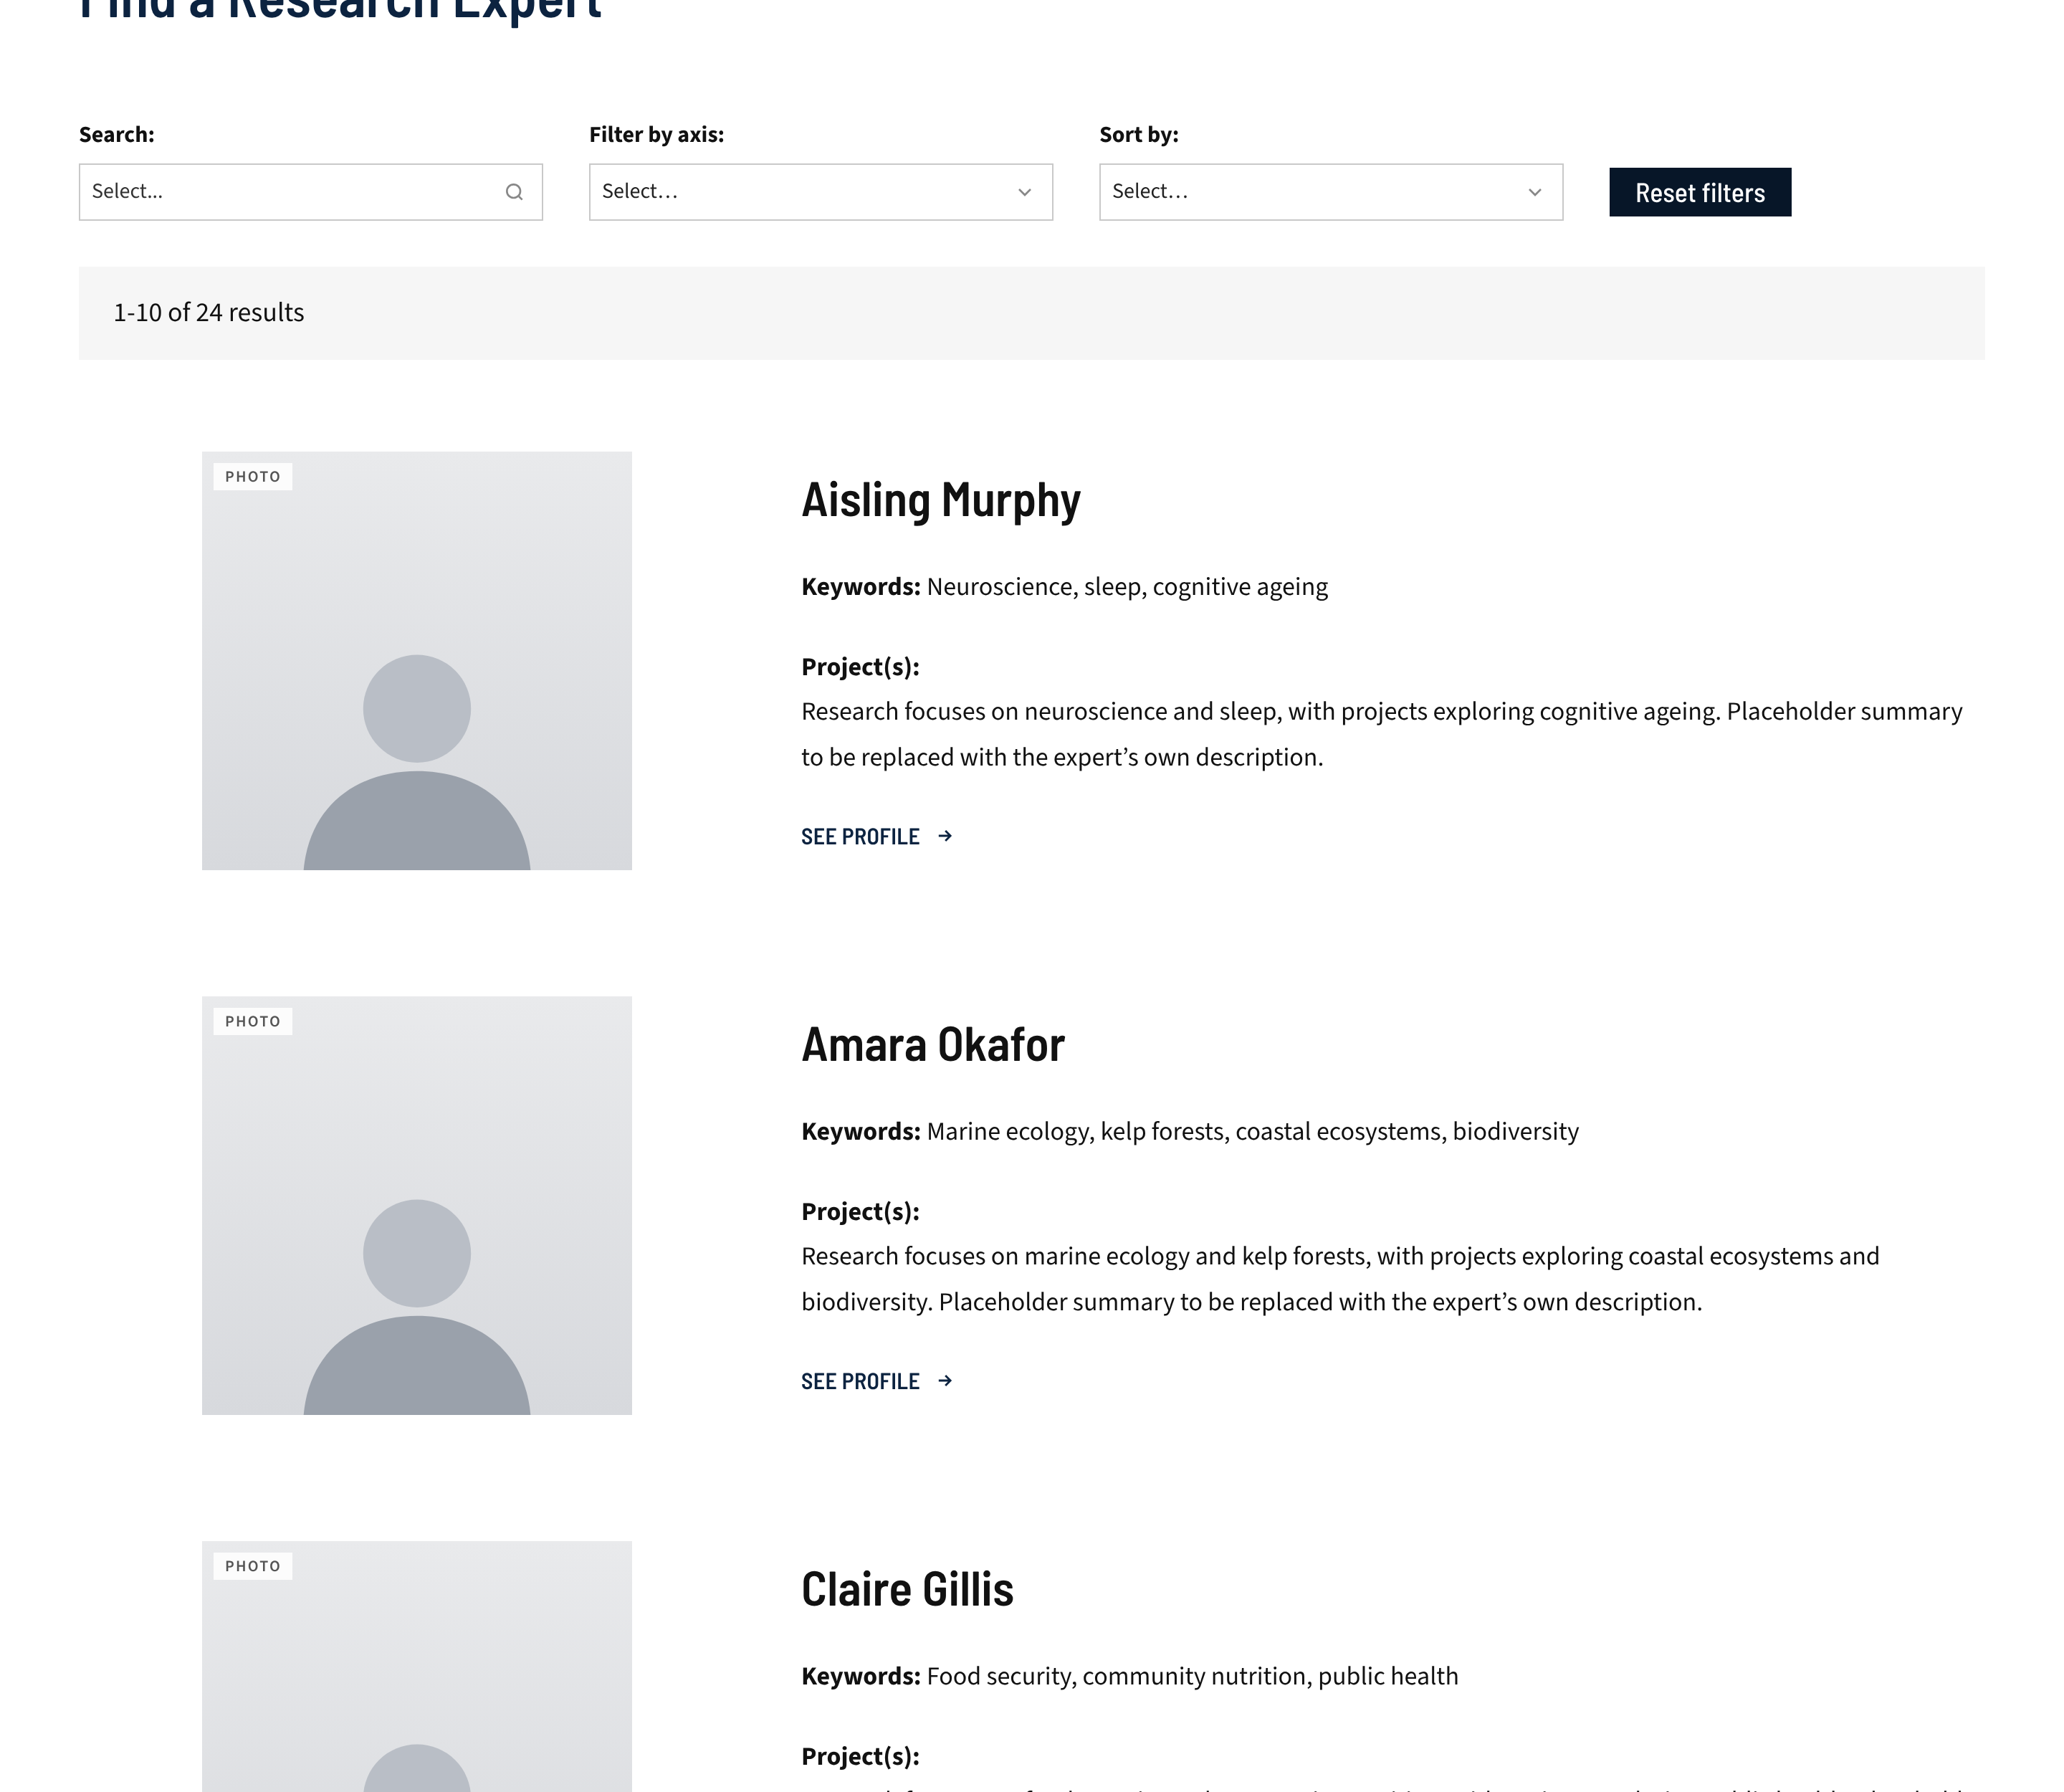 Find a Research Expert
Search:
Filter by axis:
Sort by:
Select...
Select…
Select…
Reset filters
1-10 of 24 results
PHOTO
Aisling Murphy
Keywords: Neuroscience, sleep, cognitive ageing
Project(s):
Research focuses on neuroscience and sleep, with projects exploring cognitive ageing. Placeholder summary
to be replaced with the expert’s own description.
SEE PROFILE →
PHOTO
Amara Okafor
Keywords: Marine ecology, kelp forests, coastal ecosystems, biodiversity
Project(s):
Research focuses on marine ecology and kelp forests, with projects exploring coastal ecosystems and
biodiversity. Placeholder summary to be replaced with the expert’s own description.
SEE PROFILE →
PHOTO
Claire Gillis
Keywords: Food security, community nutrition, public health
Project(s):